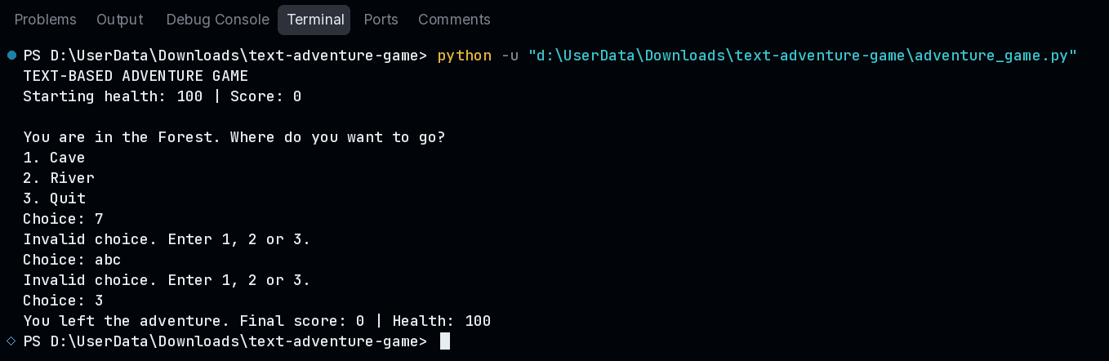 Problems Output Debug Console Terminal Ports Comments
PS D:\UserData\Downloads\text-adventure-game> python -u "d:\UserData\Downloads\text-adventure-game\adventure_game.py"
TEXT-BASED ADVENTURE GAME
Starting health: 100 | Score: 0
You are in the Forest. Where do you want to go?
1. Cave
2. River
3. Quit
Choice: 7
Invalid choice. Enter 1, 2 or 3.
Choice: abc
Invalid choice. Enter 1, 2 or 3.
Choice: 3
You left the adventure. Final score: 0 | Health: 100
PS D:\UserData\Downloads\text-adventure-game>